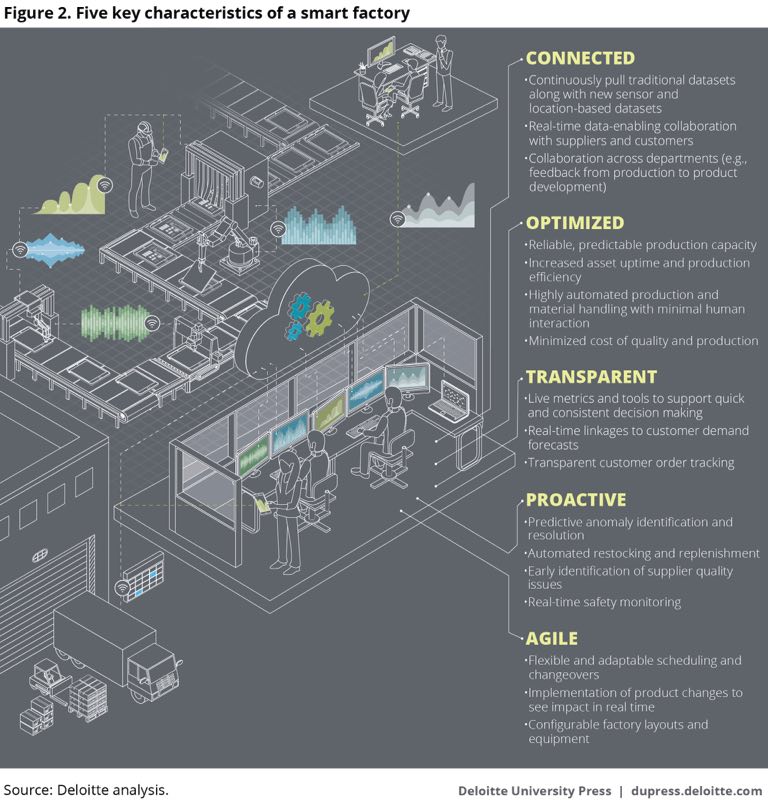 Figure 2. Five key characteristics of a smart factory
CONNECTED
•Continuously pull traditional datasets
along with new sensor and
location-based datasets
•Real-time data-enabling collaboration
with suppliers and customers
•Collaboration across departments (e.g.,
feedback from production to product
development)
OPTIMIZED
•Reliable, predictable production capacity
•Increased asset uptime and production
efficiency
•Highly automated production and
material handling with minimal human
interaction
•Minimized cost of quality and production
TRANSPARENT
•Live metrics and tools to support quick
and consistent decision making
•Real-time linkages to customer demand
forecasts
•Transparent customer order tracking
PROACTIVE
•Predictive anomaly identification and
resolution
•Automated restocking and replenishment
•Early identification of supplier quality
issues
•Real-time safety monitoring
AGILE
•Flexible and adaptable scheduling and
changeovers
•Implementation of product changes to
see impact in real time
•Configurable factory layouts and
equipment
Source: Deloitte analysis.
Deloitte University Press | dupress.deloitte.com